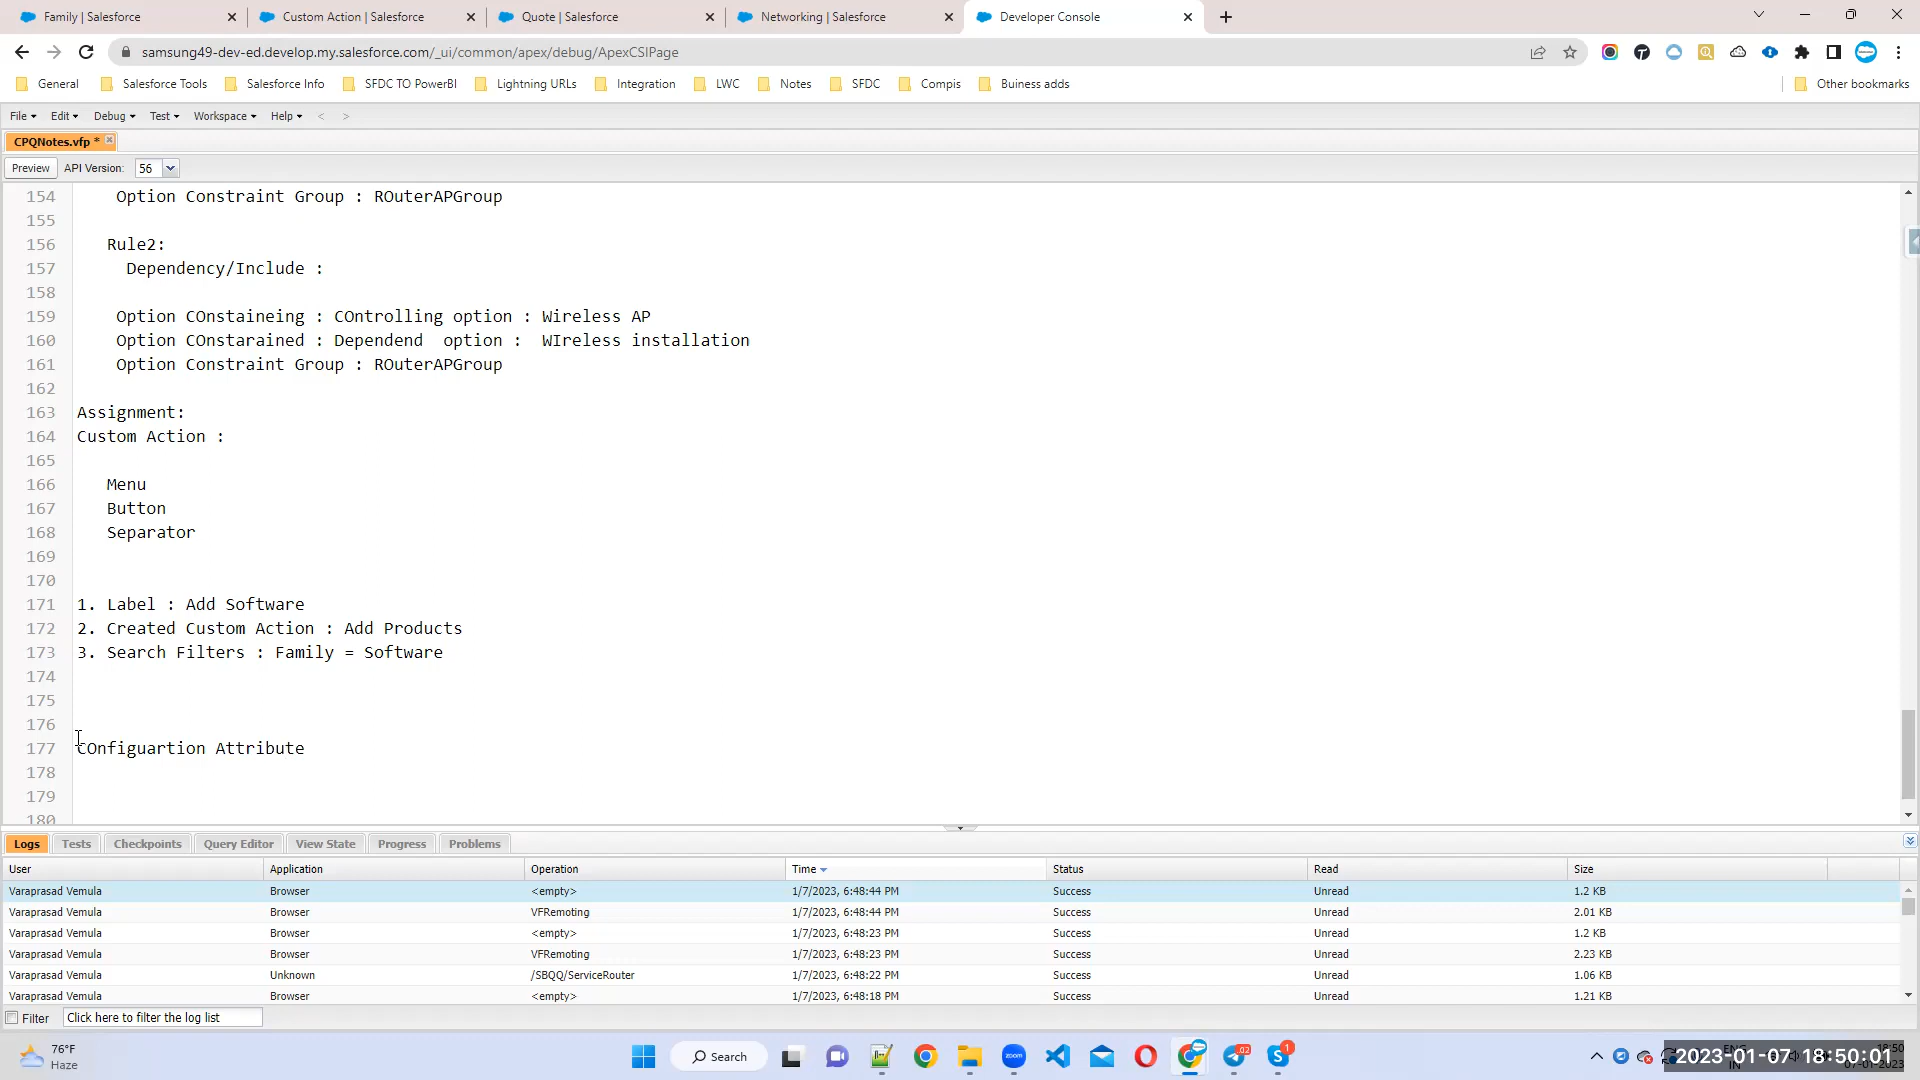 Family | Salesforce
Custom Action | Salesforce
Quote | Salesforce
Networking | Salesforce
Developer Console
samsung49-dev-ed.develop.my.salesforce.com/_ui/common/apex/debug/ApexCSIPage
General
Salesforce Tools
Salesforce Info
SFDC TO PowerBI
Lightning URLs
Integration
LWC
Notes
SFDC
Compis
Buiness adds
Other bookmarks
File
Edit
Debug
Test
Workspace
Help
<
>
CPQNotes.vfp *
Preview
API Version:
56
154 Option Constraint Group : ROuterAPGroup
155
156 Rule2:
157 Dependency/Include :
158
159 Option COnstaineing : COntrolling option : Wireless AP
160 Option COnstarained : Dependend option : WIreless installation
161 Option Constraint Group : ROuterAPGroup
162
163 Assignment:
164 Custom Action :
165
166 Menu
167 Button
168 Separator
169
170
171 1. Label : Add Software
172 2. Created Custom Action : Add Products
173 3. Search Filters : Family = Software
174
175
176
177 COnfiguartion Attribute
178
179
180
Logs
Tests
Checkpoints
Query Editor
View State
Progress
Problems
User Application Operation Time Status Read Size
Varaprasad Vemula Browser <empty> 1/7/2023, 6:48:44 PM Success Unread 1.2 KB
Varaprasad Vemula Browser VFRemoting 1/7/2023, 6:48:44 PM Success Unread 2.01 KB
Varaprasad Vemula Browser <empty> 1/7/2023, 6:48:23 PM Success Unread 1.2 KB
Varaprasad Vemula Browser VFRemoting 1/7/2023, 6:48:23 PM Success Unread 2.23 KB
Varaprasad Vemula Unknown /SBQQ/ServiceRouter 1/7/2023, 6:48:22 PM Success Unread 1.06 KB
Varaprasad Vemula Browser <empty> 1/7/2023, 6:48:18 PM Success Unread 1.21 KB
Filter
Click here to filter the log list
76°F
Haze
Search
2023-01-07 18:50:01